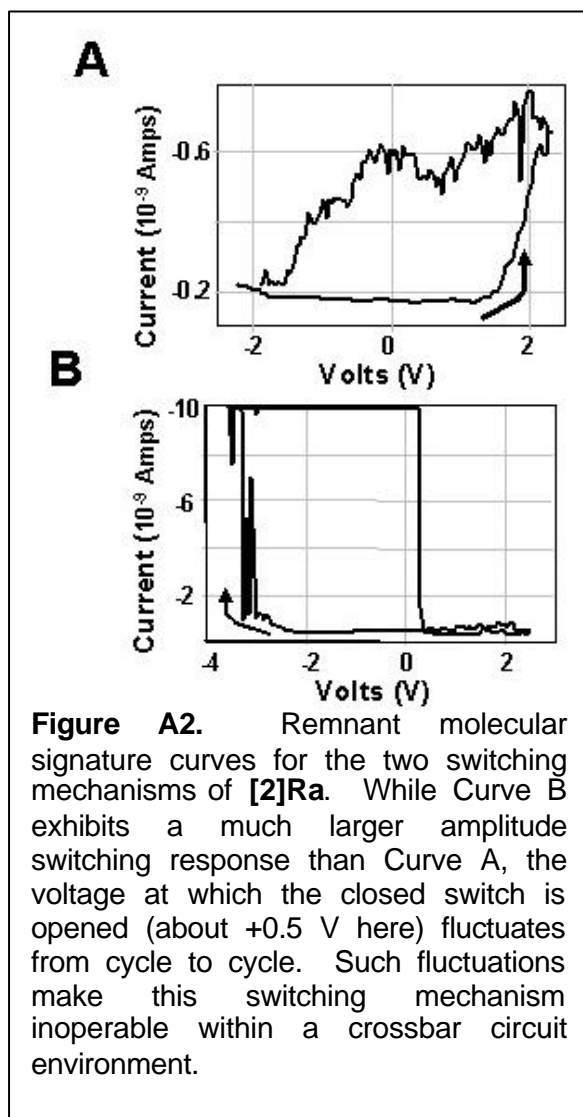 A
Current (10⁻⁹ Amps)
-0.6
-0.2
-2 0 2
Volts (V)
B
Current (10⁻⁹ Amps)
-10
-6
-2
-4 -2 0 2
Volts (V)
Figure A2. Remnant molecular
signature curves for the two switching
mechanisms of [2]Ra. While Curve B
exhibits a much larger amplitude
switching response than Curve A, the
voltage at which the closed switch is
opened (about +0.5 V here) fluctuates
from cycle to cycle. Such fluctuations
make this switching mechanism
inoperable within a crossbar circuit
environment.